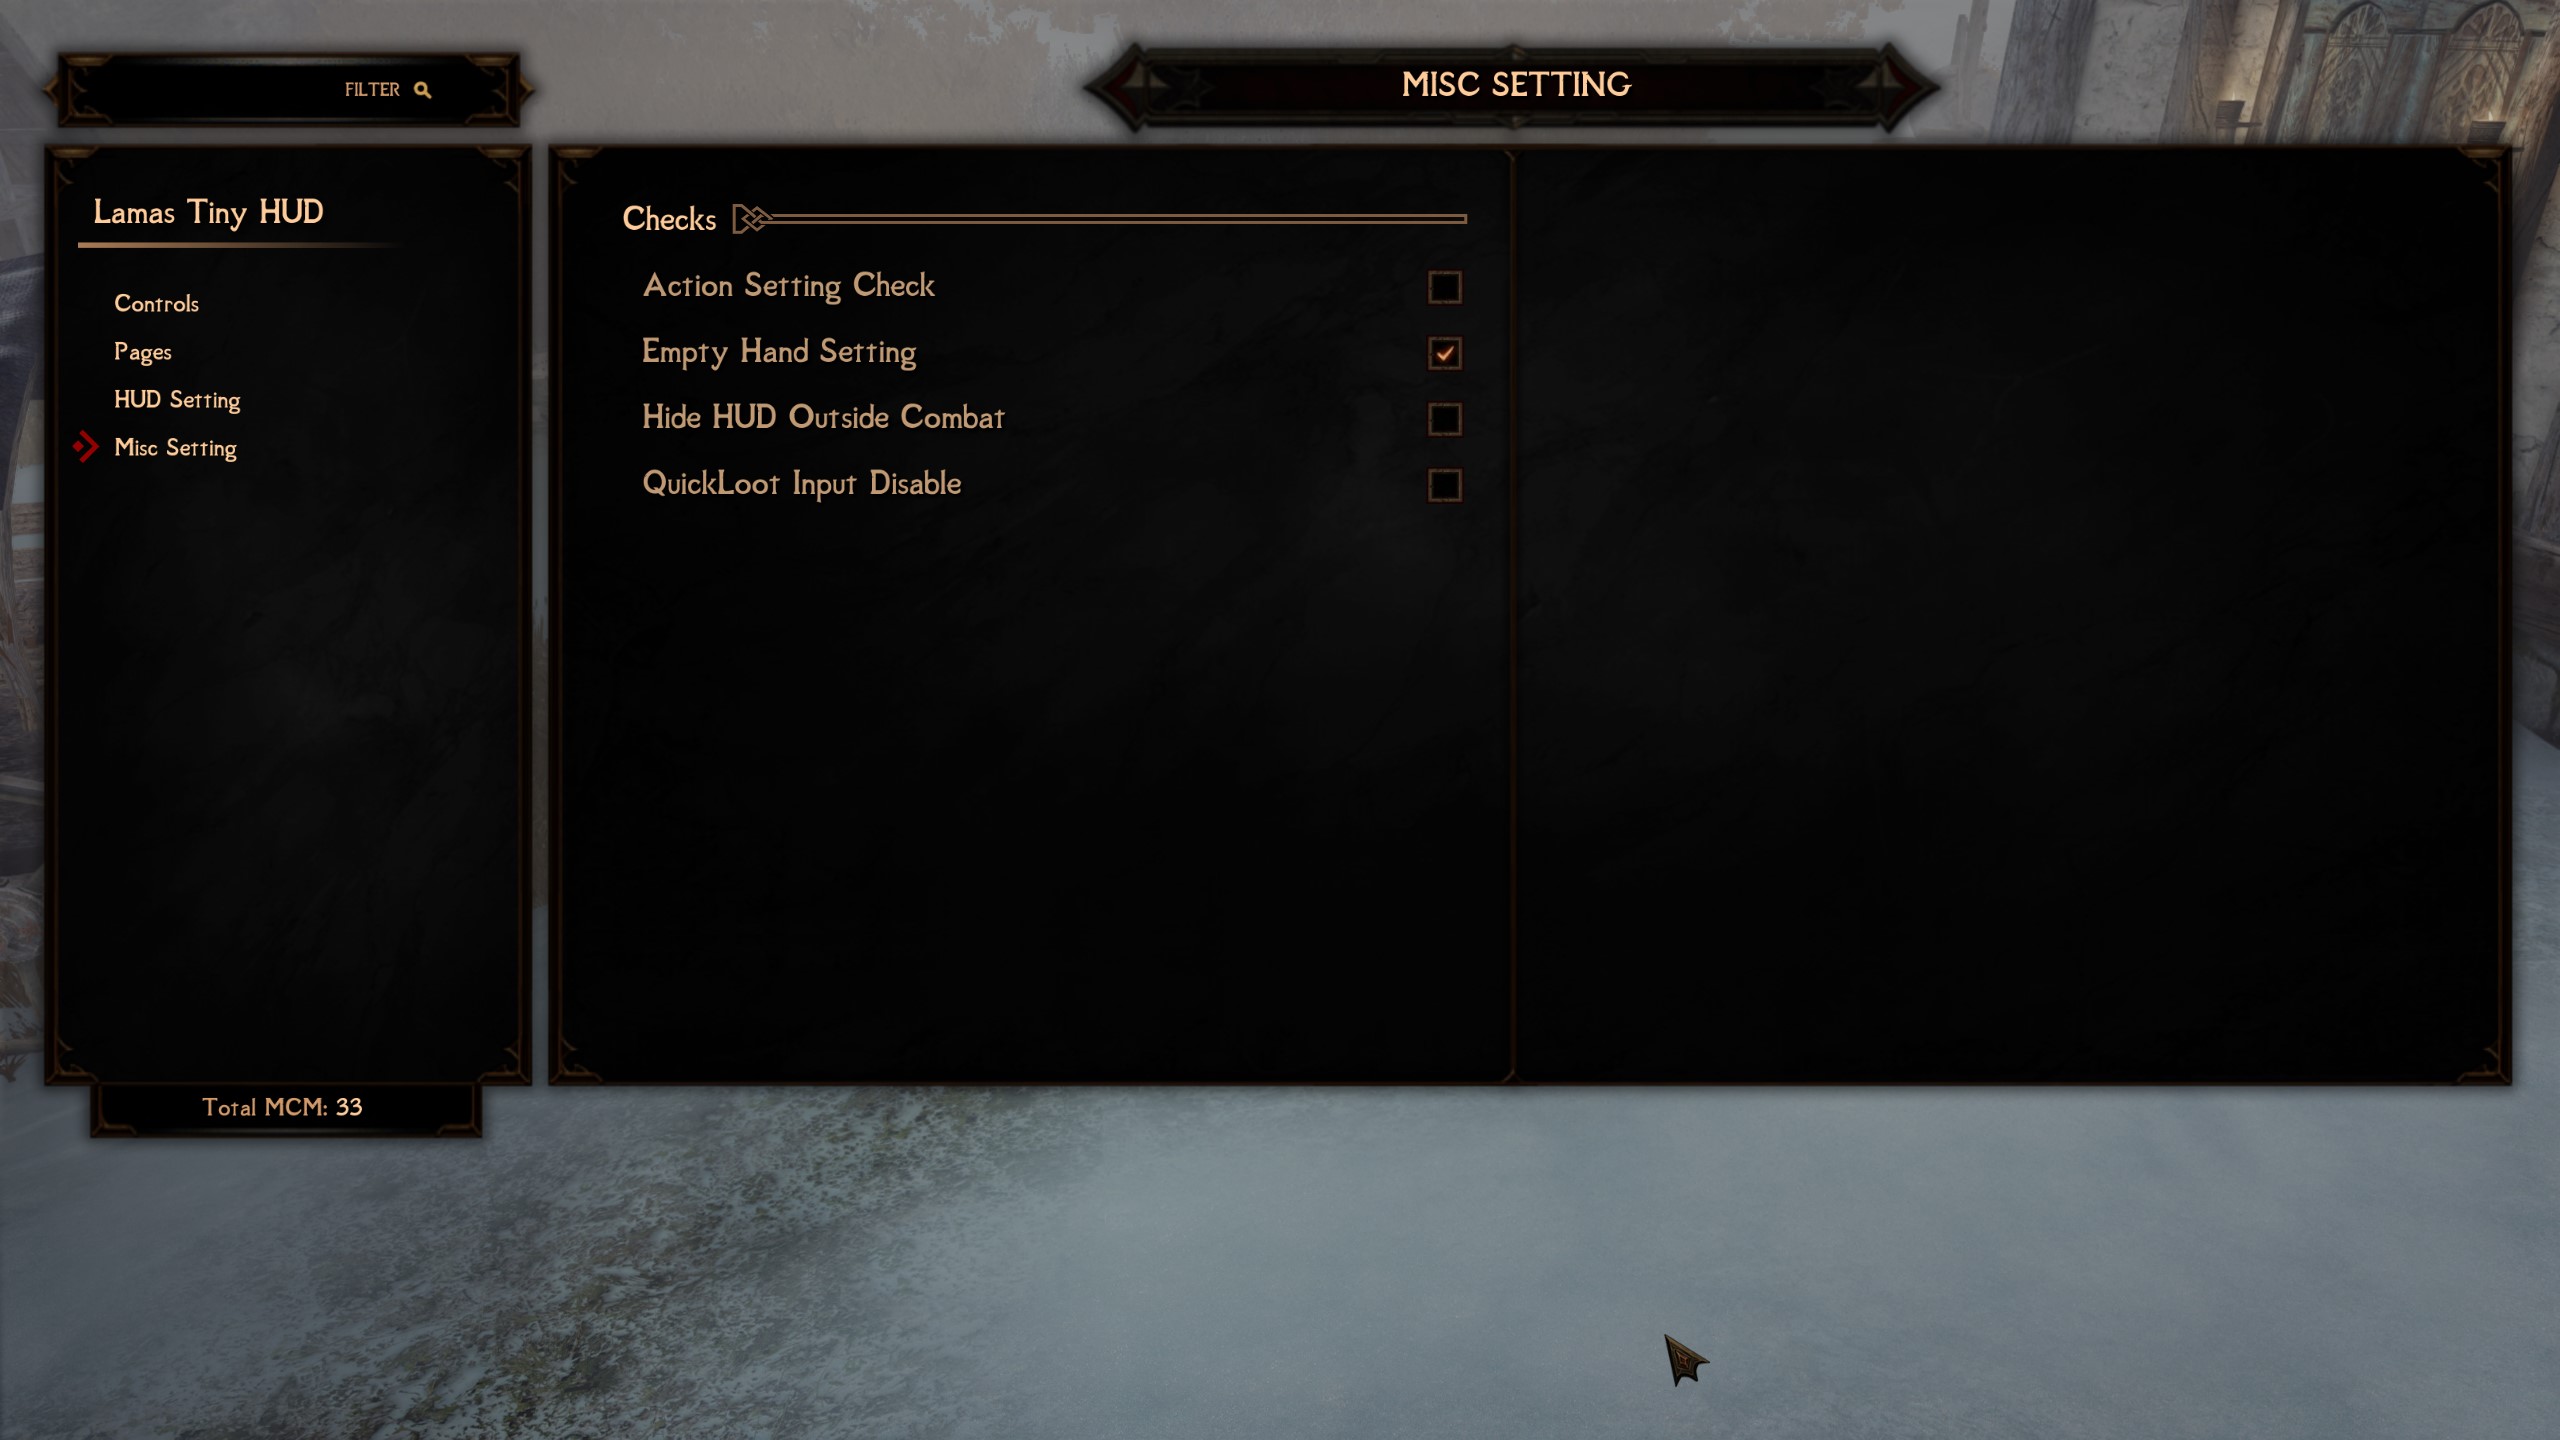 FILTER
MISC SETTING
Lamas Tiny HUD
Controls
Pages
HUD Setting
Misc Setting
Checks
Action Setting Check
Empty Hand Setting
Hide HUD Outside Combat
QuickLoot Input Disable
Total MCM: 33